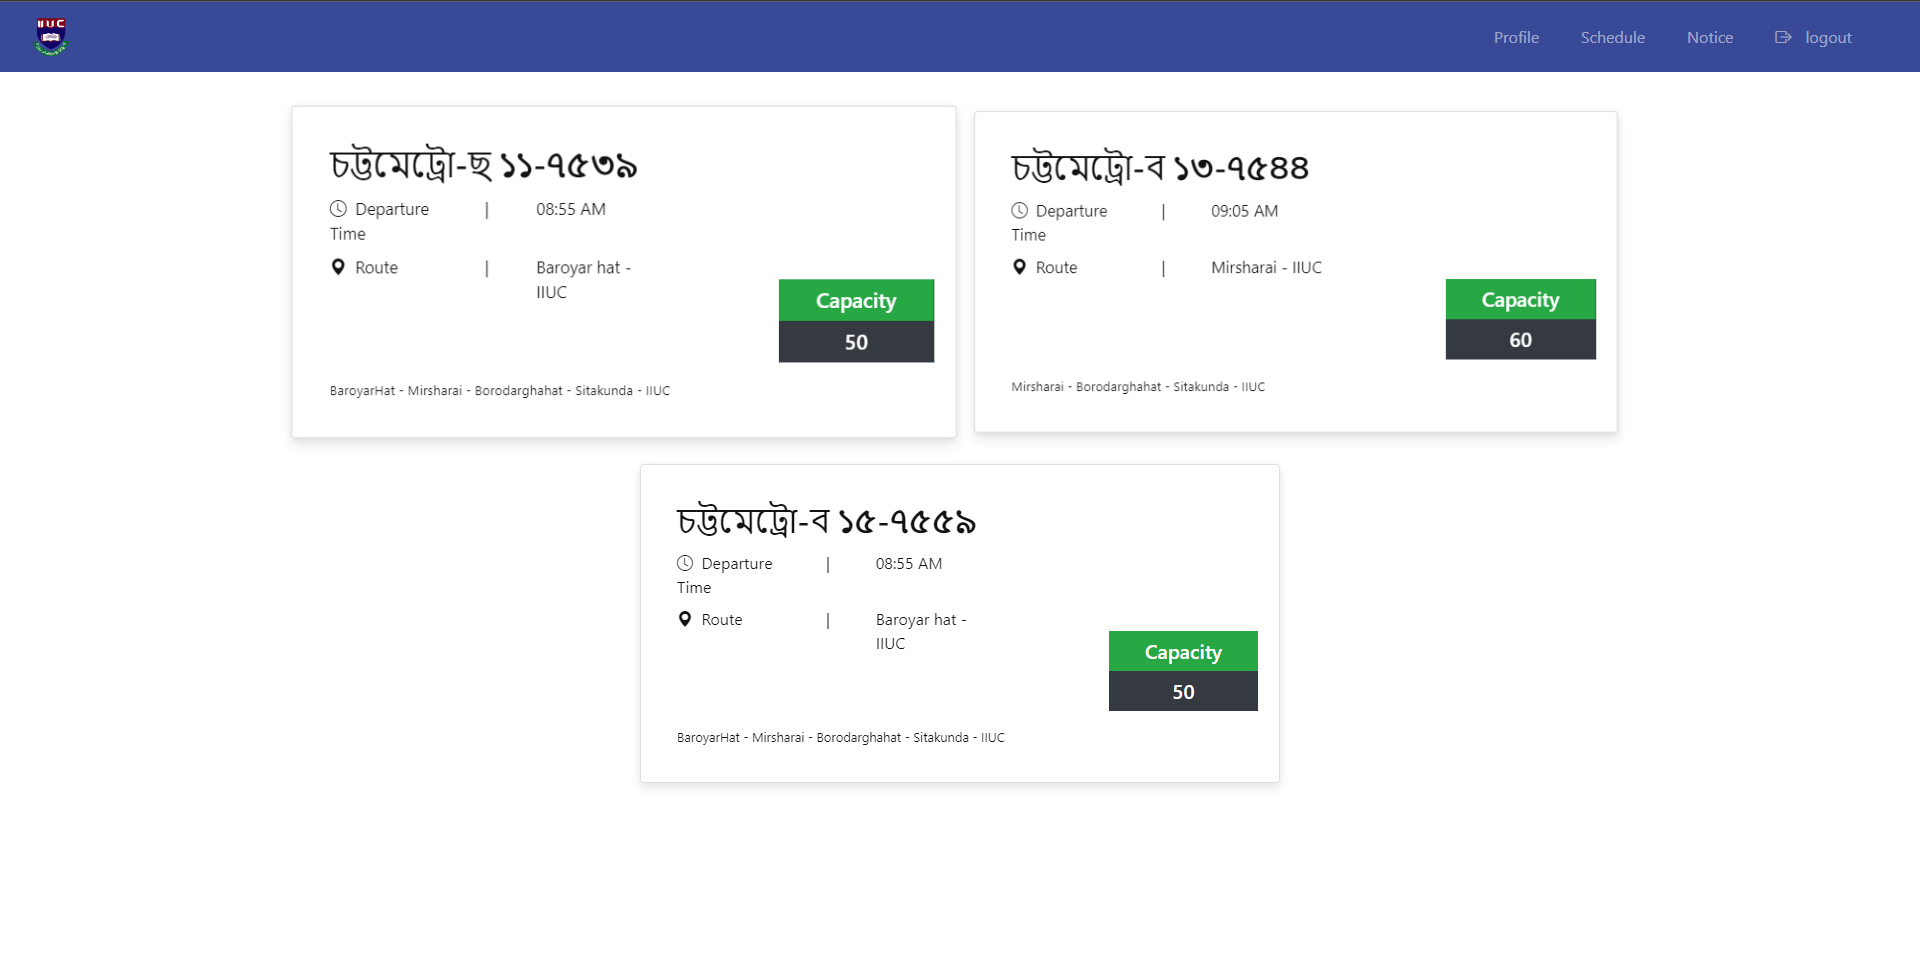 IIUC
Profile Schedule Notice logout
চট্টমেট্রো-ছ ১১-৭৫৩৯
Departure Time | 08:55 AM
Route | Baroyar hat - IIUC
Capacity
50
BaroyarHat - Mirsharai - Borodarghahat - Sitakunda - IIUC
চট্টমেট্রো-ব ১৩-৭৫৪৪
Departure Time | 09:05 AM
Route | Mirsharai - IIUC
Capacity
60
Mirsharai - Borodarghahat - Sitakunda - IIUC
চট্টমেট্রো-ব ১৫-৭৫৫৯
Departure Time | 08:55 AM
Route | Baroyar hat - IIUC
Capacity
50
BaroyarHat - Mirsharai - Borodarghahat - Sitakunda - IIUC